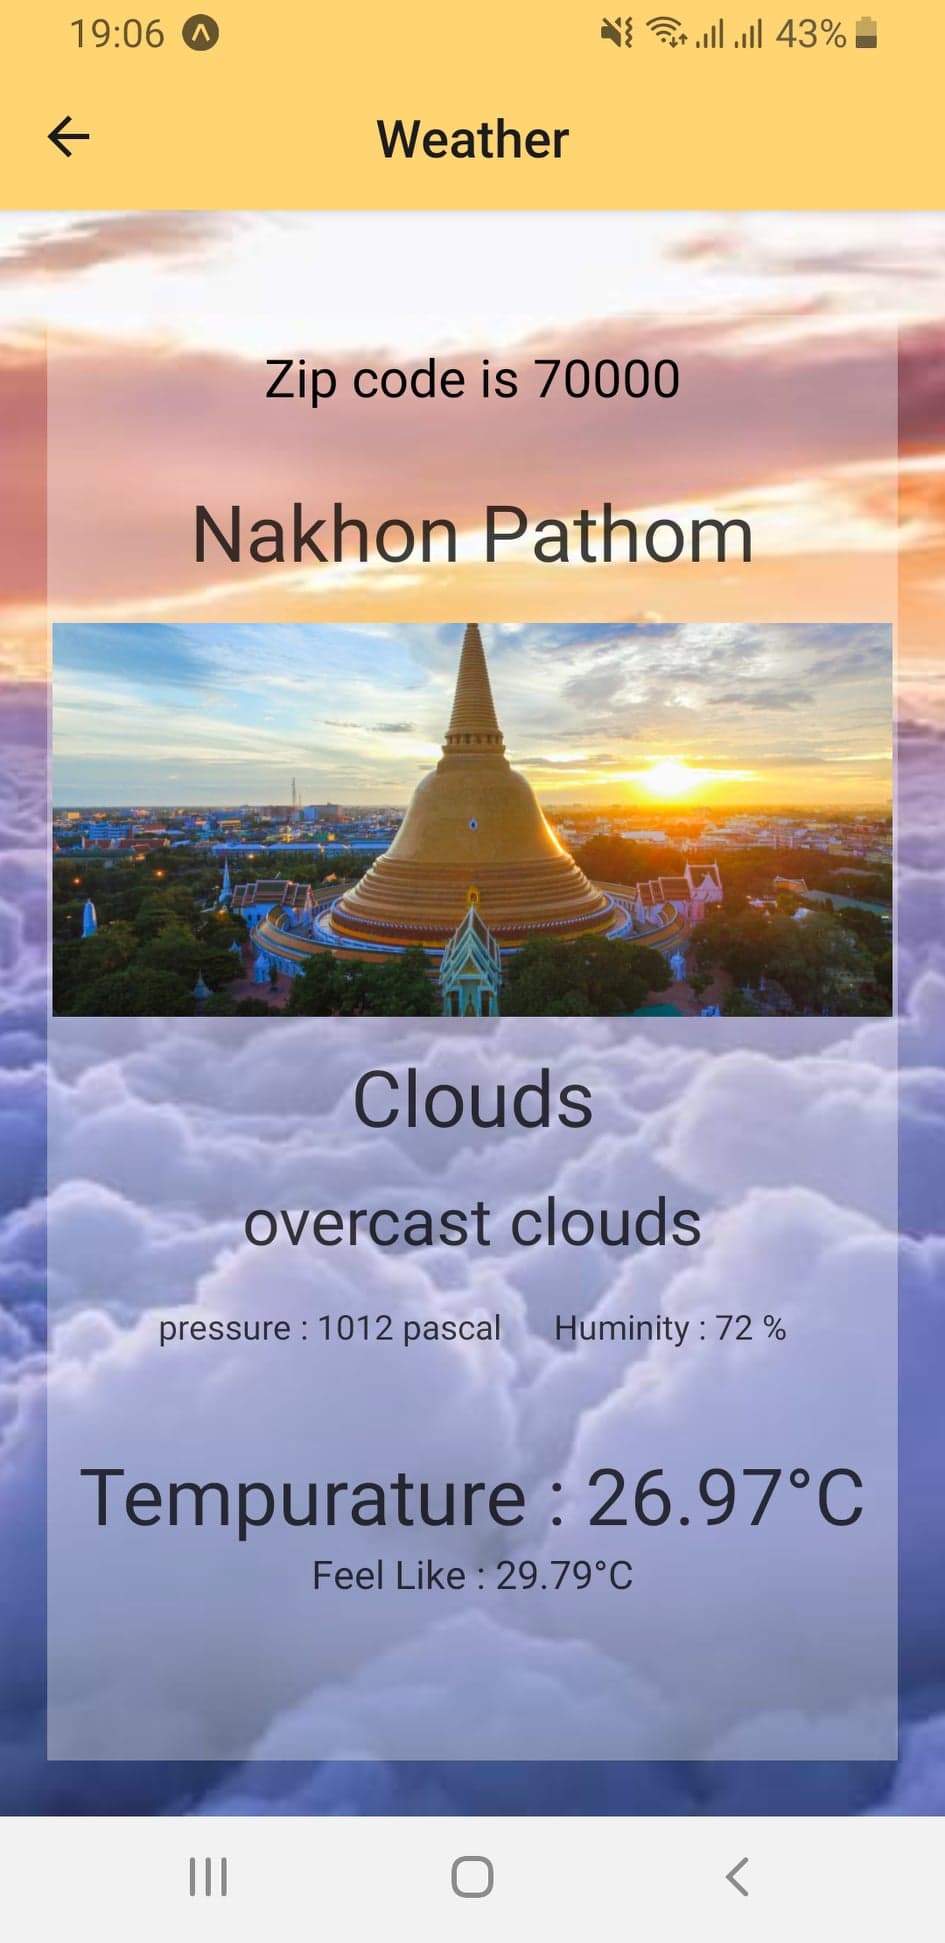 19:06 43%
Weather
Zip code is 70000
Nakhon Pathom
Clouds
overcast clouds
pressure : 1012 pascal Huminity : 72 %
Tempurature : 26.97°C
Feel Like : 29.79°C